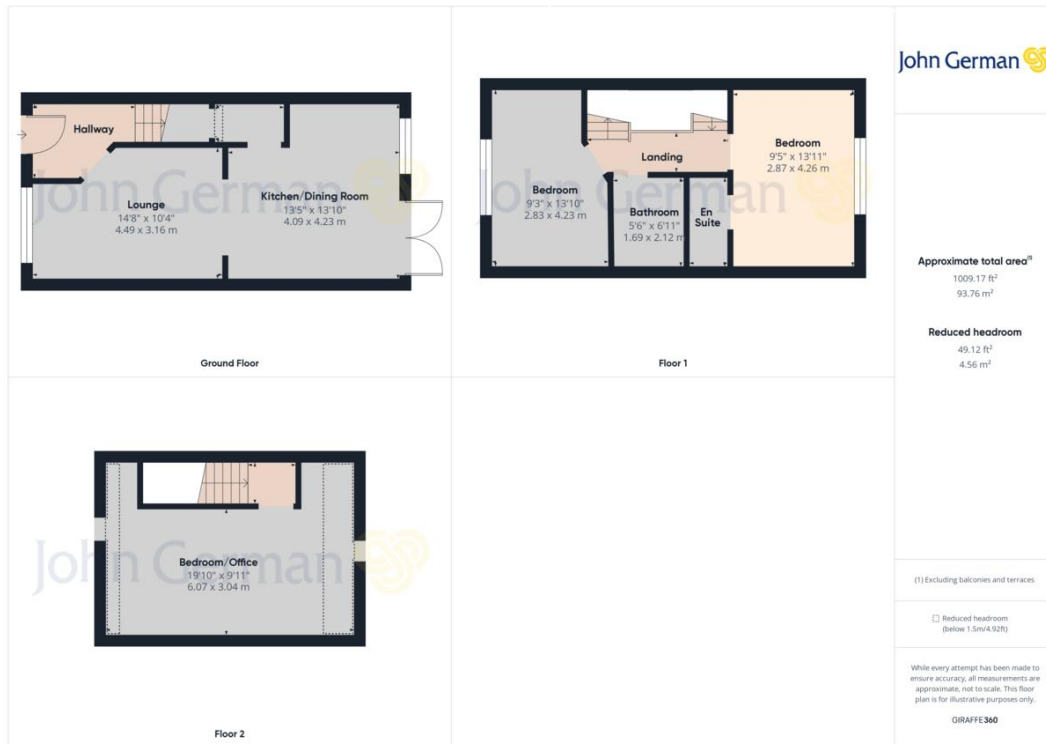 Hallway
Lounge
14'8" x 10'4"
4.49 x 3.16 m
Kitchen/Dining Room
13'5" x 13'10"
4.09 x 4.23 m
John German
Ground Floor
Bedroom
9'3" x 13'10"
2.83 x 4.23 m
Landing
Bathroom
5'6" x 6'11"
1.69 x 2.12 m
En
Suite
Bedroom
9'5" x 13'11"
2.87 x 4.26 m
John German
Floor 1
Bedroom/Office
19'10" x 9'11"
6.07 x 3.04 m
John German
Floor 2
John German
Approximate total area(1)
1009.17 ft²
93.76 m²
Reduced headroom
49.12 ft²
4.56 m²
(1) Excluding balconies and terraces
Reduced headroom
(below 1.5m/4.92ft)
While every attempt has been made to
ensure accuracy, all measurements are
approximate, not to scale. This floor
plan is for illustrative purposes only.
GIRAFFE360